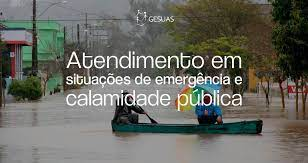 GESUAS
Atendimento em
situações de emergência e
calamidade pública